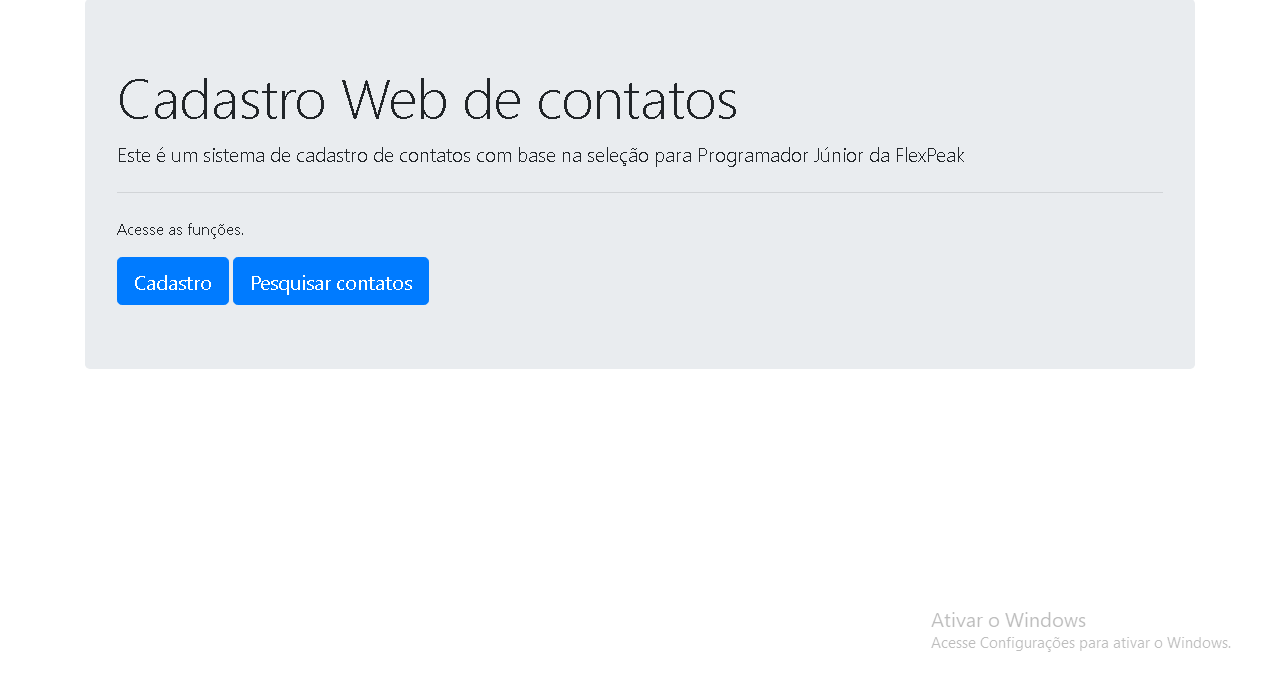 Cadastro Web de contatos
Este é um sistema de cadastro de contatos com base na seleção para Programador Júnior da FlexPeak
Acesse as funções.
Cadastro Pesquisar contatos
Ativar o Windows
Acesse Configurações para ativar o Windows.